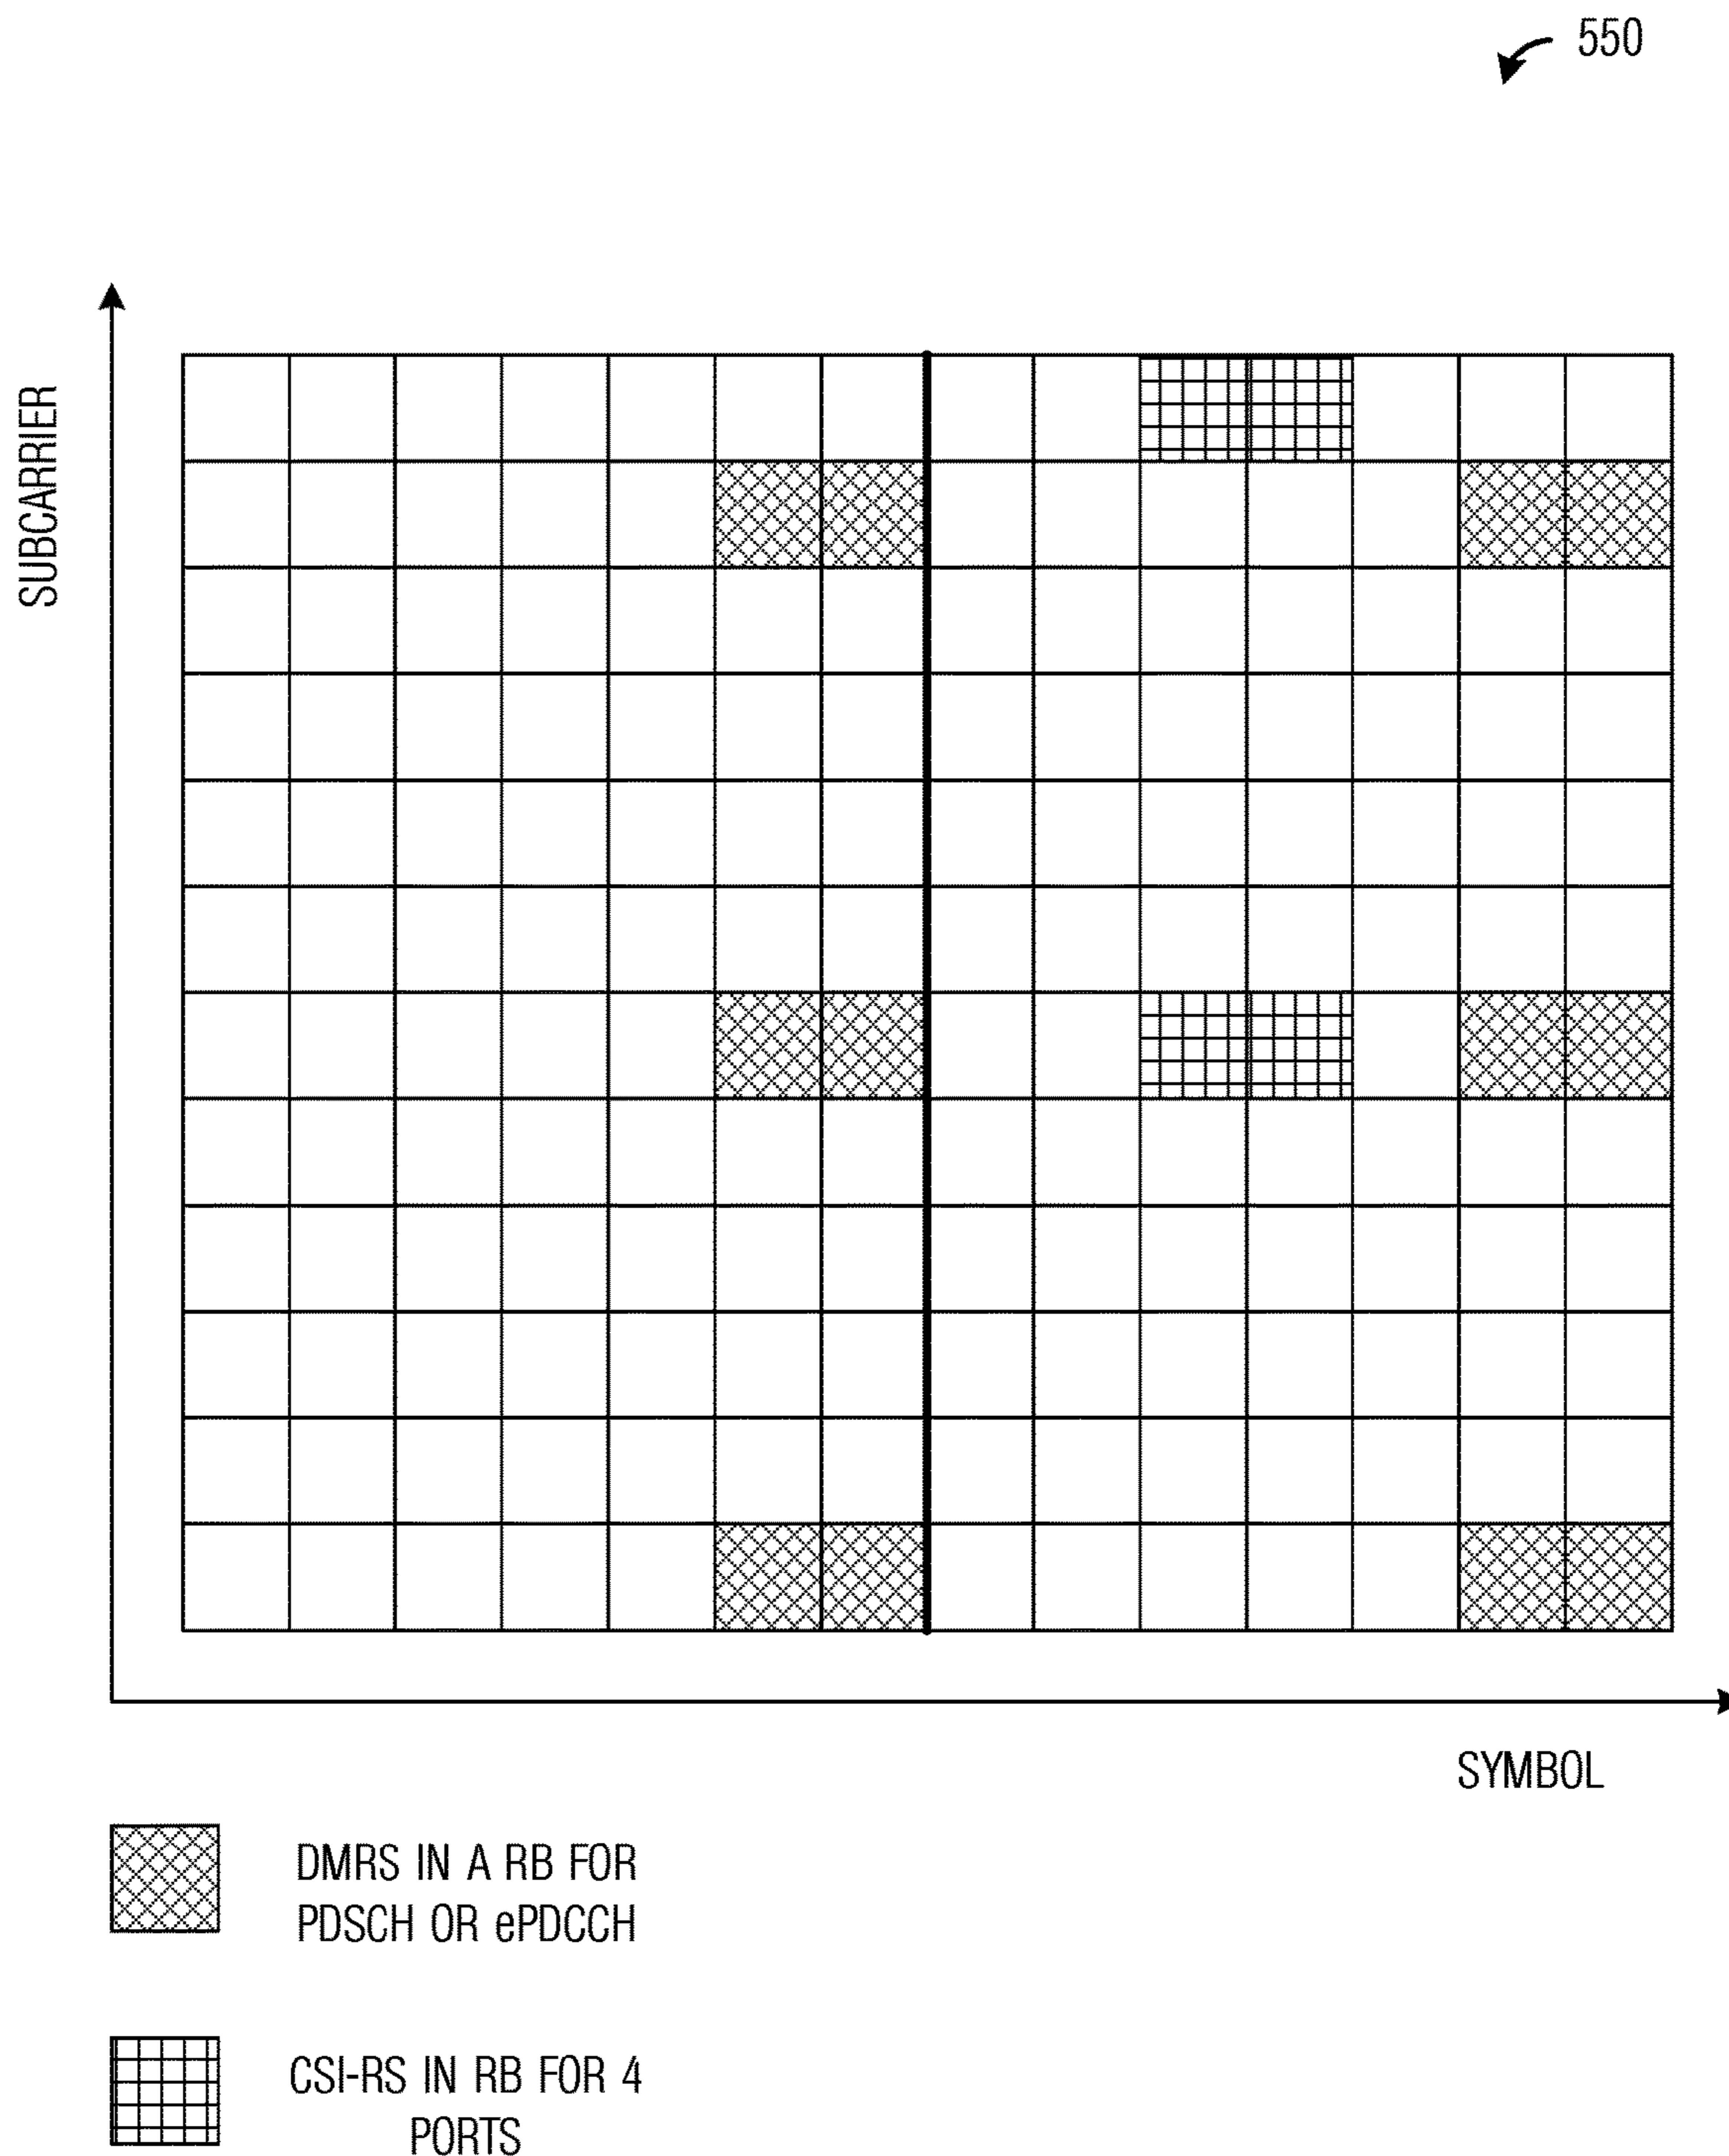 550
SUBCARRIER
SYMBOL
DMRS IN A RB FOR
PDSCH OR ePDCCH
CSI-RS IN RB FOR 4
PORTS